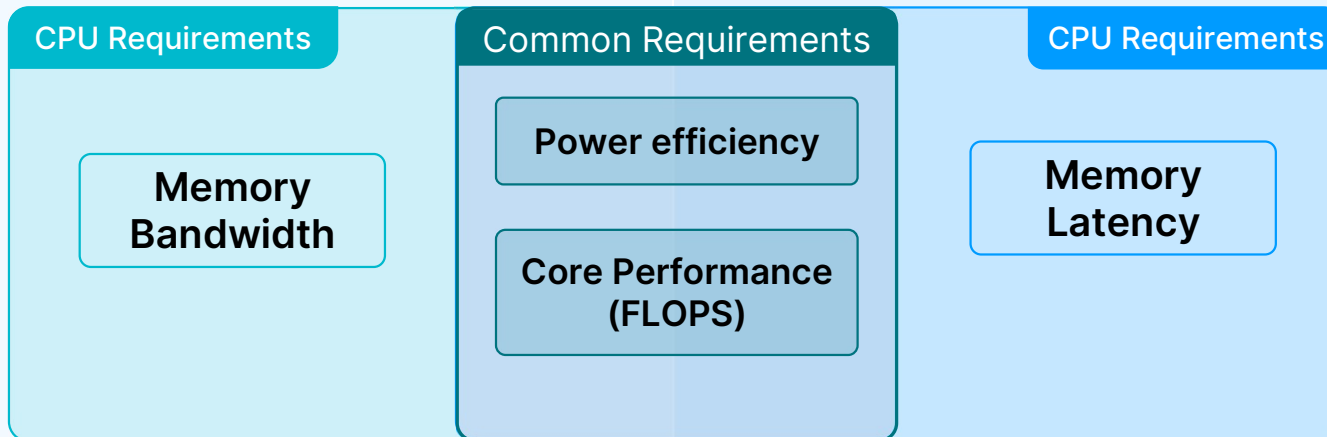 CPU Requirements
Memory
Bandwidth
Common Requirements
Power efficiency
Core Performance
(FLOPS)
CPU Requirements
Memory
Latency